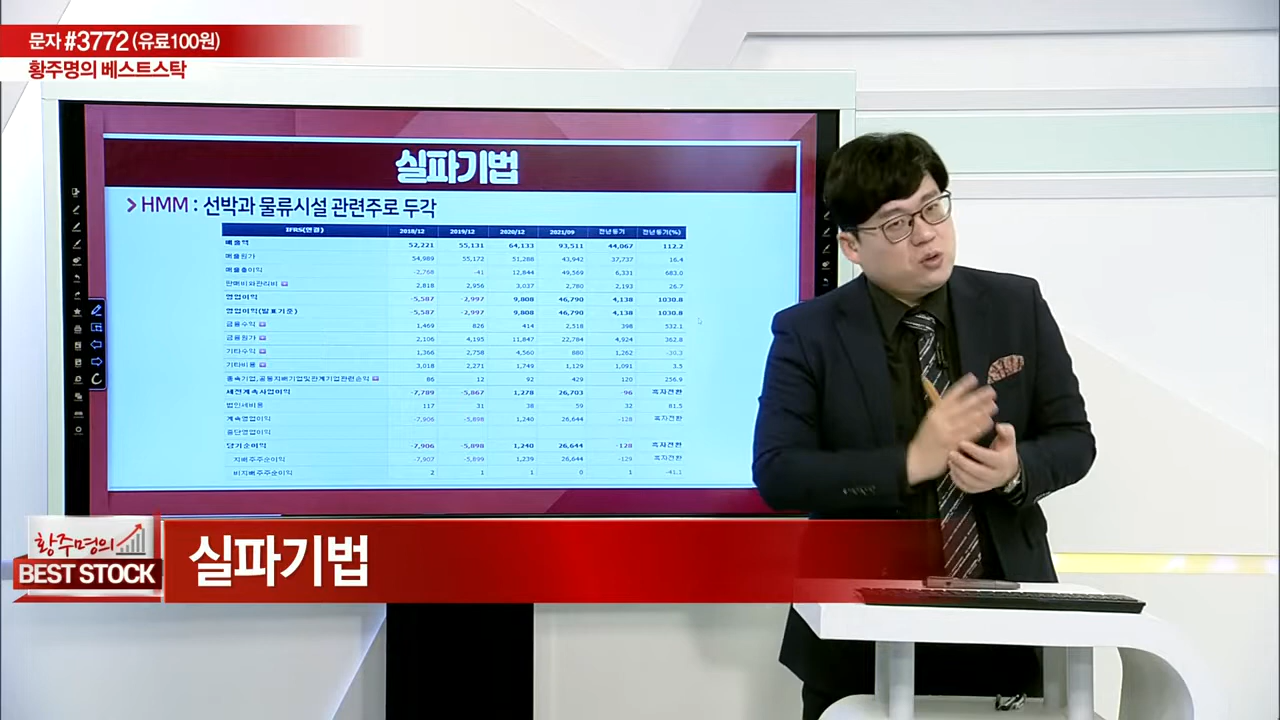 문자 #3772 (유료100원)
황주명의 베스트스탁
실파기법
HMM : 선박과 물류시설 관련주로 두각
IFRS(연결) 2018/12 2019/12 2020/12 2021/09 전년동기 전년동기(%)
매출액 52,221 55,131 64,133 93,511 44,067 112.2
매출원가 54,989 55,172 51,288 43,942 37,737 16.4
매출총이익 -2,768 -41 12,844 49,569 6,331 683.0
판매비와관리비 2,818 2,956 3,037 2,780 2,193 26.7
영업이익 -5,587 -2,997 9,808 46,790 4,138 1030.8
영업이익(발표기준) -5,587 -2,997 9,808 46,790 4,138 1030.8
금융수익 1,469 826 414 2,518 398 532.1
금융원가 2,106 4,195 11,847 22,784 4,924 362.8
기타수익 1,366 2,758 4,560 880 1,262 -30.3
기타비용 3,018 2,271 1,749 1,129 1,091 3.5
종속기업,공동지배기업및관계기업관련손익 86 12 92 429 120 256.9
세전계속사업이익 -7,789 -5,867 1,278 26,703 -96 흑자전환
법인세비용 117 31 38 59 32 81.5
계속영업이익 -7,906 -5,898 1,240 26,644 -128 흑자전환
중단영업이익
당기순이익 -7,906 -5,898 1,240 26,644 -128 흑자전환
지배주주순이익 -7,907 -5,899 1,239 26,644 -129 흑자전환
비지배주주순이익 2 1 1 0 1 -41.1
황주명의
BEST STOCK
실파기법